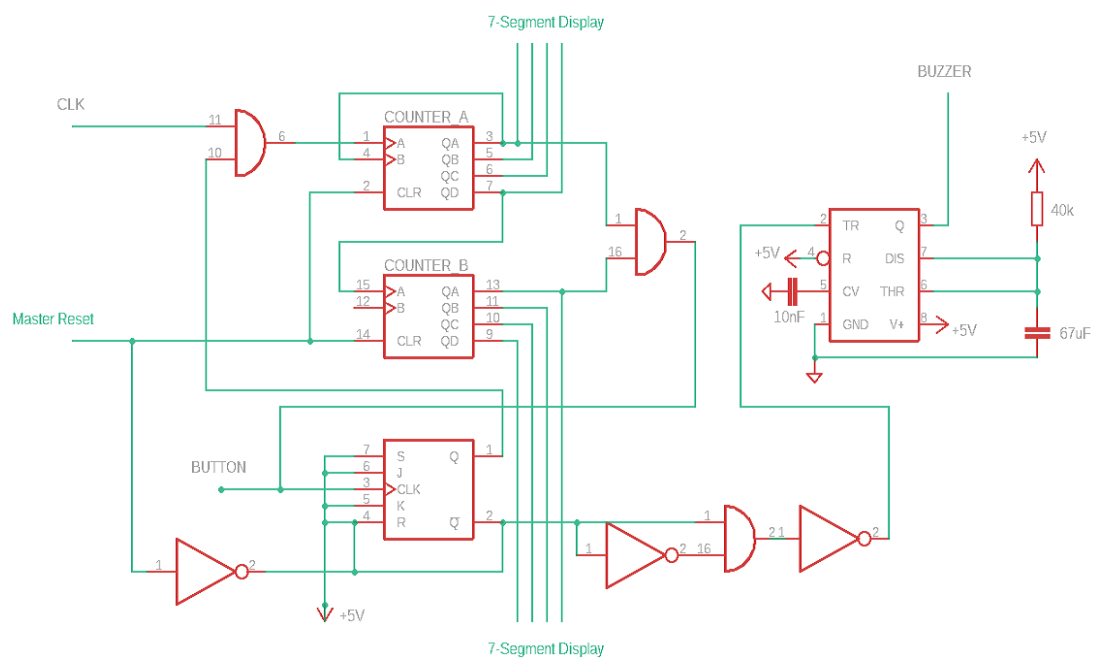 7-Segment Display
BUZZER
CLK
11
10
6
COUNTER_A
1 A QA 3
4 B QB 5
QC 6
2 CLR QD 7
+5V
40k
1
16
2
2 TR Q 3
+5V 4 R DIS 7
5 CV THR 6
10nF
1 GND V+ 8
+5V
67uF
COUNTER_B
15 A QA 13
12 B QB 11
QC 10
14 CLR QD 9
Master Reset
BUTTON
7 S Q 1
6 J
3 CLK
5 K
4 R Q 2
1 2
+5V
1
1 2 16
2 1 2
7-Segment Display